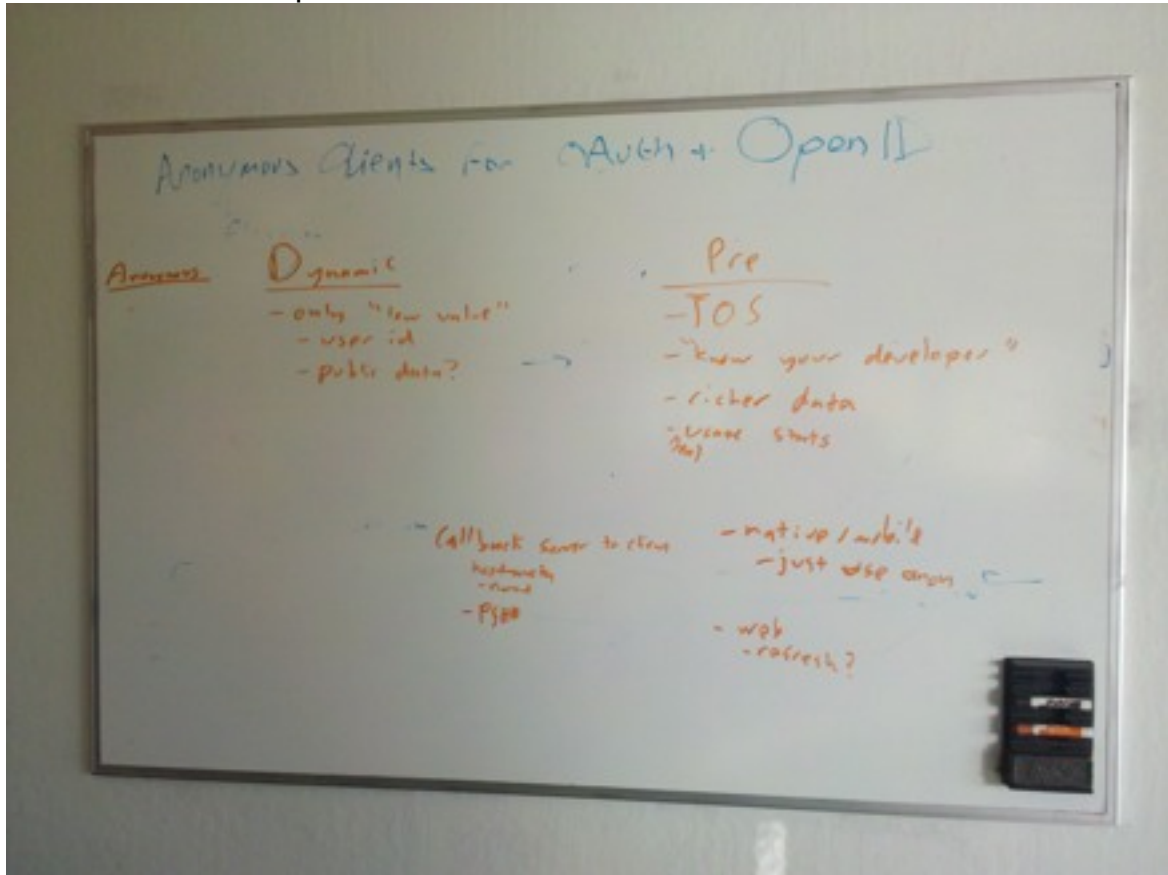 Anonymous Clients For OAuth + OpenID
Anonymous
Dynamic
- only "low value"
- user id
- public data?
Pre
- TOS
- "know your developer"
- richer data
- usage stats
Callback server to client
- native / mobile
- just use anon
- web
- refresh?